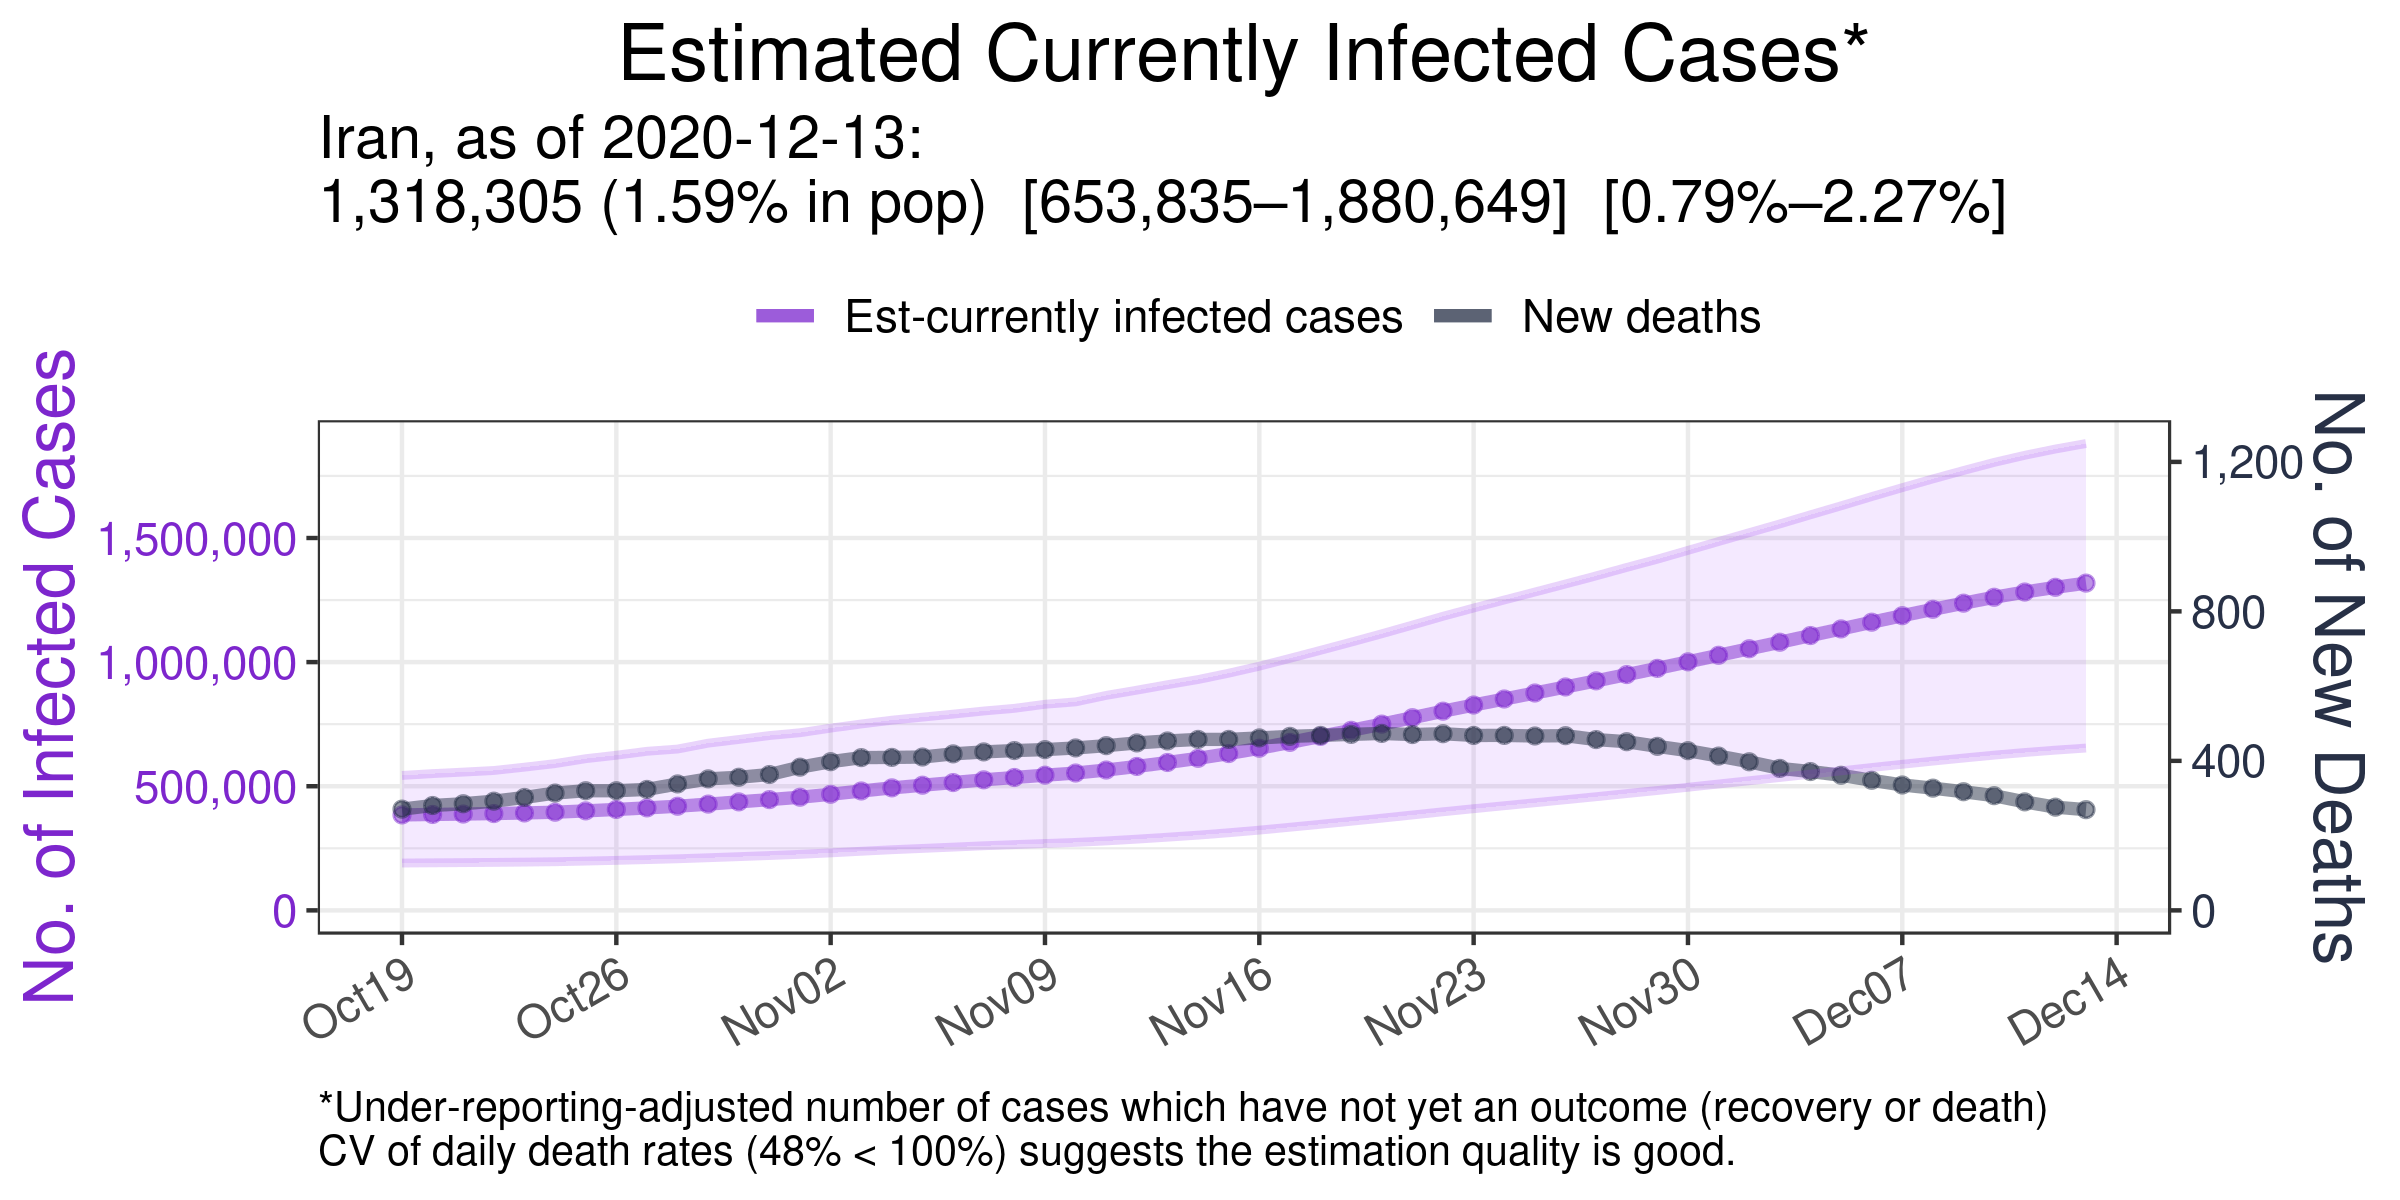 Estimated Currently Infected Cases*
Iran, as of 2020-12-13:
1,318,305 (1.59% in pop)  [653,835–1,880,649]  [0.79%–2.27%]
Est-currently infected cases
New deaths
No. of Infected Cases
1,500,000
1,000,000
500,000
0
1,200
800
400
0
No. of New Deaths
Oct19
Oct26
Nov02
Nov09
Nov16
Nov23
Nov30
Dec07
Dec14
*Under-reporting-adjusted number of cases which have not yet an outcome (recovery or death)
CV of daily death rates (48% < 100%) suggests the estimation quality is good.